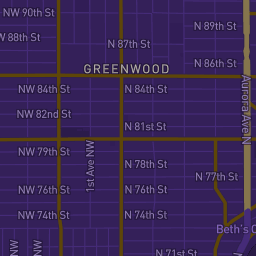 NW 90th St
N 89th St
W 88th St
N 87th St
N 86th St
GREENWOOD
NW 84th St
N 84th St
Aurora Ave N
NW 82nd St
N 81st St
NW 79th St
1st Ave NW
N 78th St
N 77th St
NW 76th St
N 76th St
NW 74th St
N 74th St
Beth's C
N 71st St
NW
NW